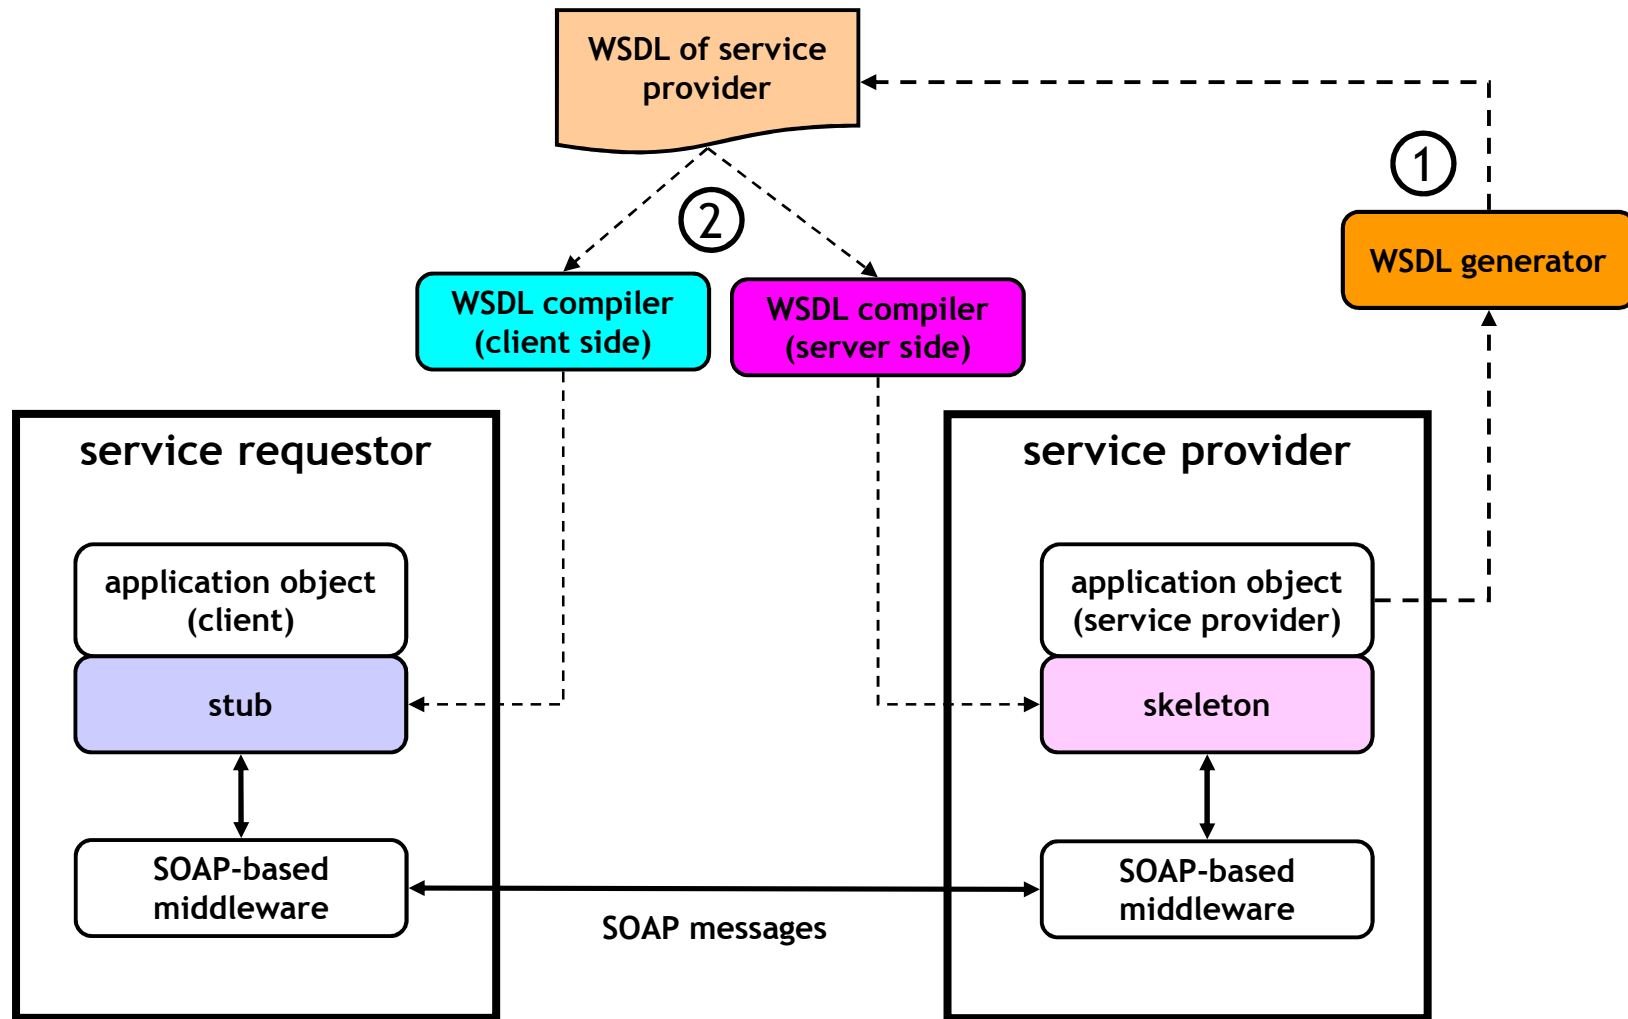 WSDL of service
provider
1
2
WSDL generator
WSDL compiler
(client side)
WSDL compiler
(server side)
service requestor
service provider
application object
(client)
application object
(service provider)
stub
skeleton
SOAP-based
middleware
SOAP-based
middleware
SOAP messages